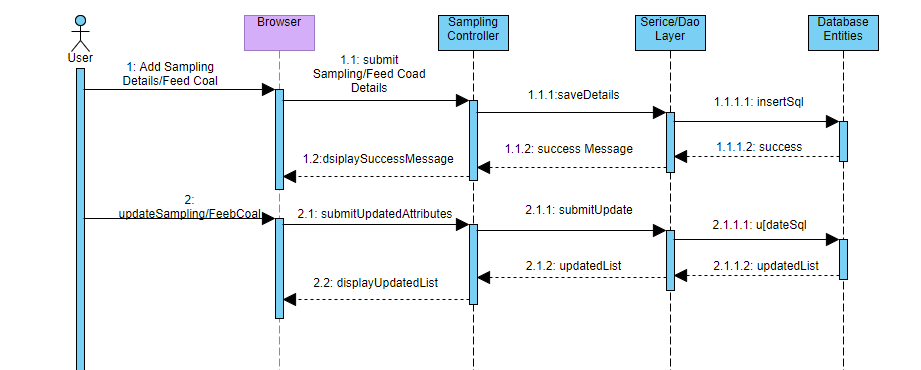 Browser
Sampling
Controller
Serice/Dao
Layer
Database
Entities
User
1: Add Sampling
Details/Feed Coal
1.1: submit
Sampling/Feed Coad
Details
1.1.1:saveDetails
1.1.1.1: insertSql
1.1.1.2: success
1.1.2: success Message
1.2:dsiplaySuccessMessage
2:
updateSampling/FeebCoal
2.1: submitUpdatedAttributes
2.1.1: submitUpdate
2.1.1.1: u[dateSql
2.1.1.2: updatedList
2.1.2: updatedList
2.2: displayUpdatedList